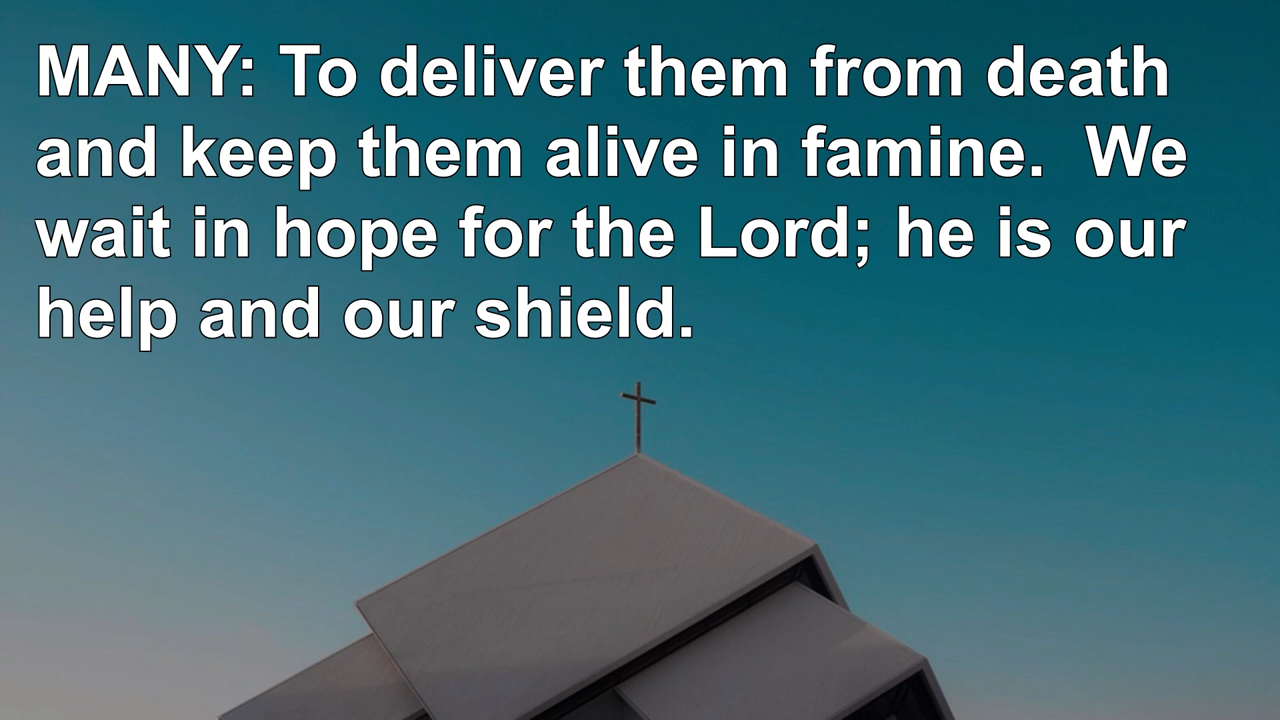 MANY: To deliver them from death
and keep them alive in famine.  We
wait in hope for the Lord; he is our
help and our shield.